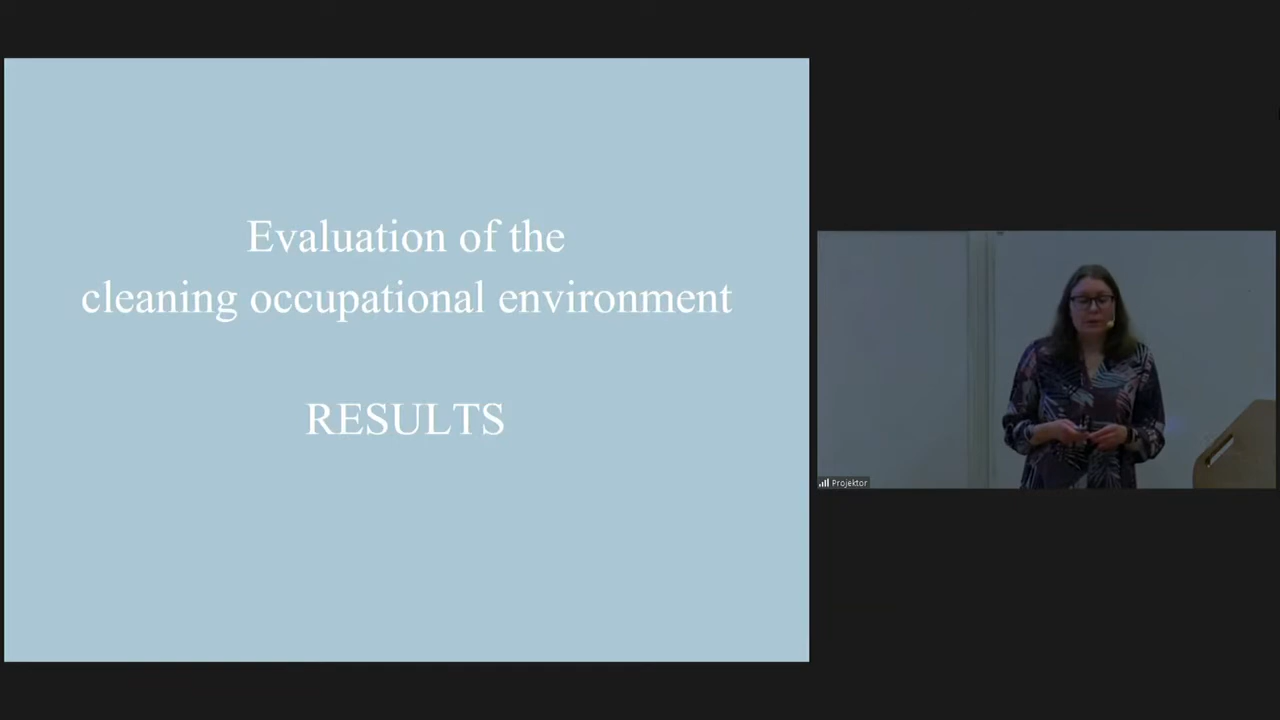 Evaluation of the
cleaning occupational environment
RESULTS
Projektor